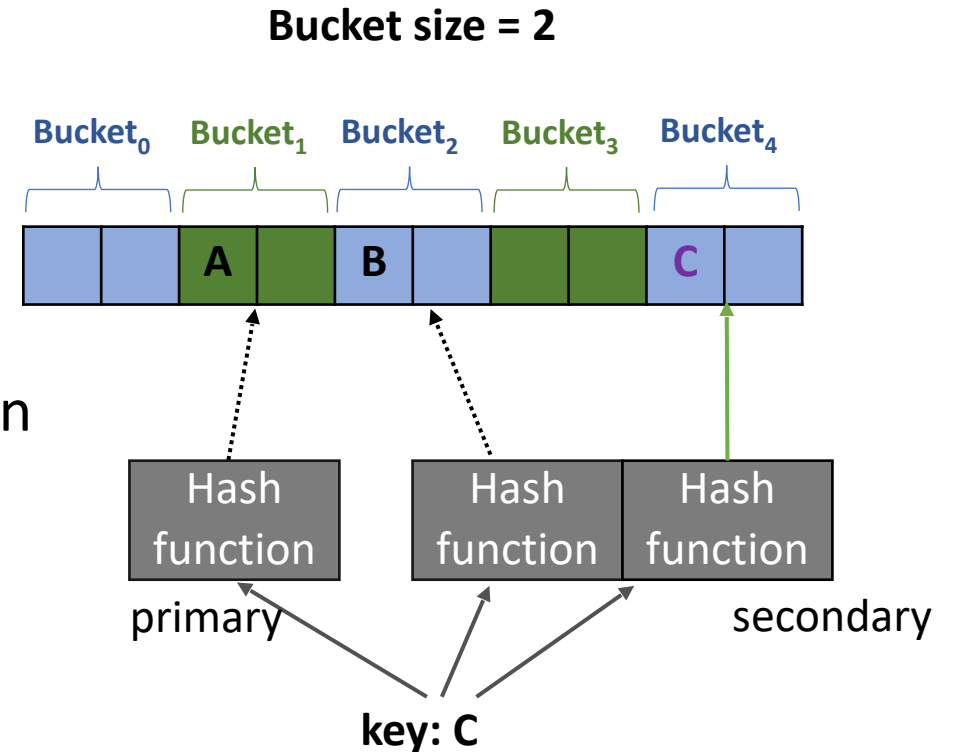 Bucket size = 2
Bucket₀ Bucket₁ Bucket₂ Bucket₃ Bucket₄
A B C
n
Hash function
Hash function
Hash function
primary
secondary
key: C